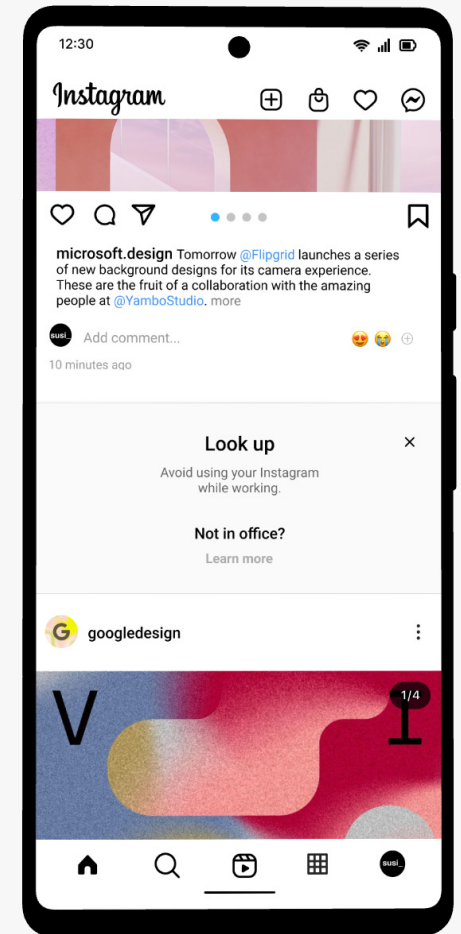 12:30
Instagram
microsoft.design Tomorrow @Flipgrid launches a series
of new background designs for its camera experience.
These are the fruit of a collaboration with the amazing
people at @YamboStudio. more
susi_
Add comment...
10 minutes ago
Look up
Avoid using your Instagram
while working.
Not in office?
Learn more
G
googledesign
1/4
V I
susi_